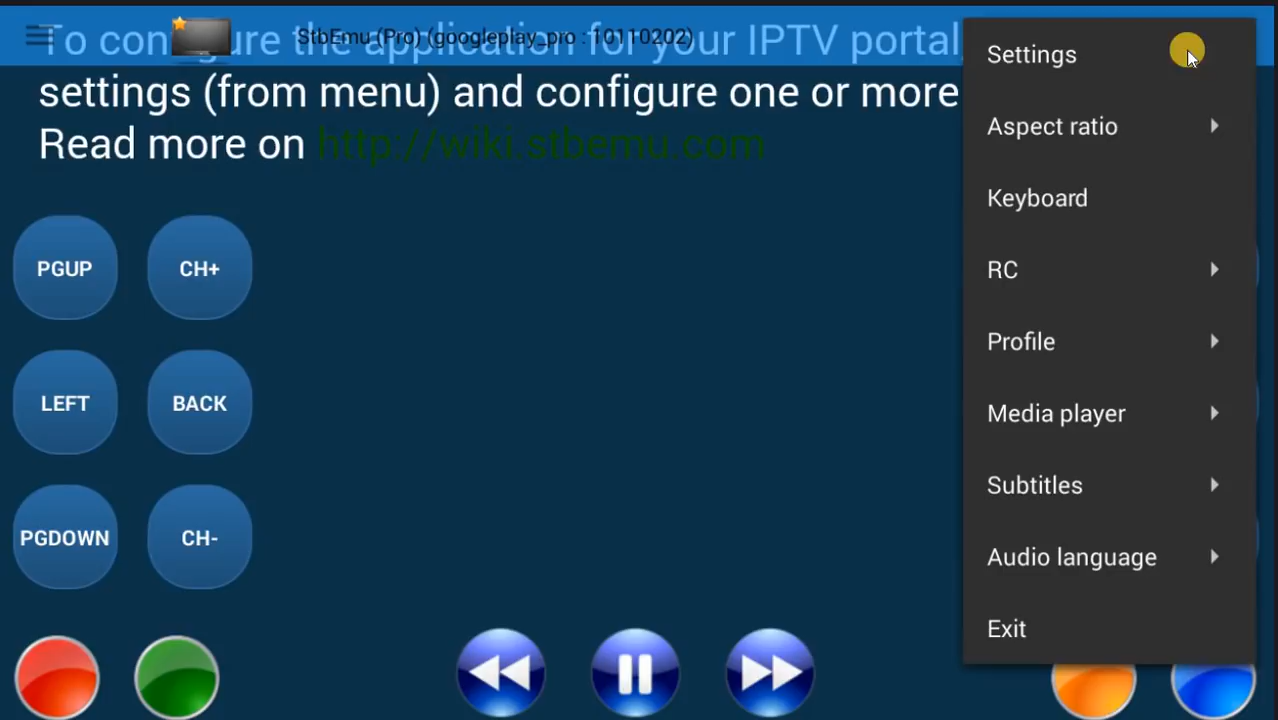 To configure the application for your IPTV portal,
StbEmu (Pro) (googleplay_pro : 10110202)
settings (from menu) and configure one or more
Read more on http://wiki.stbemu.com
PGUP
CH+
LEFT
BACK
PGDOWN
CH-
Settings
Aspect ratio
Keyboard
RC
Profile
Media player
Subtitles
Audio language
Exit